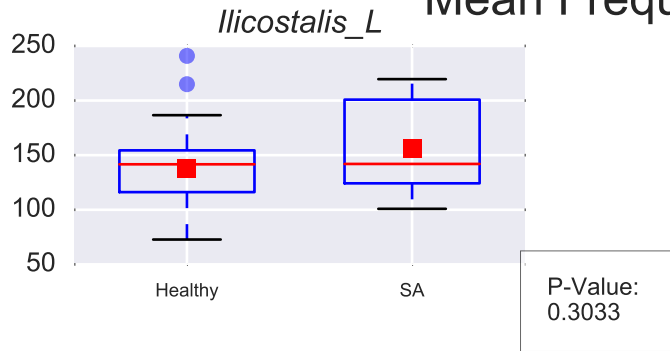 Mean Frequ
Ilicostalis_L
250
200
150
100
50
Healthy SA
P-Value:
0.3033